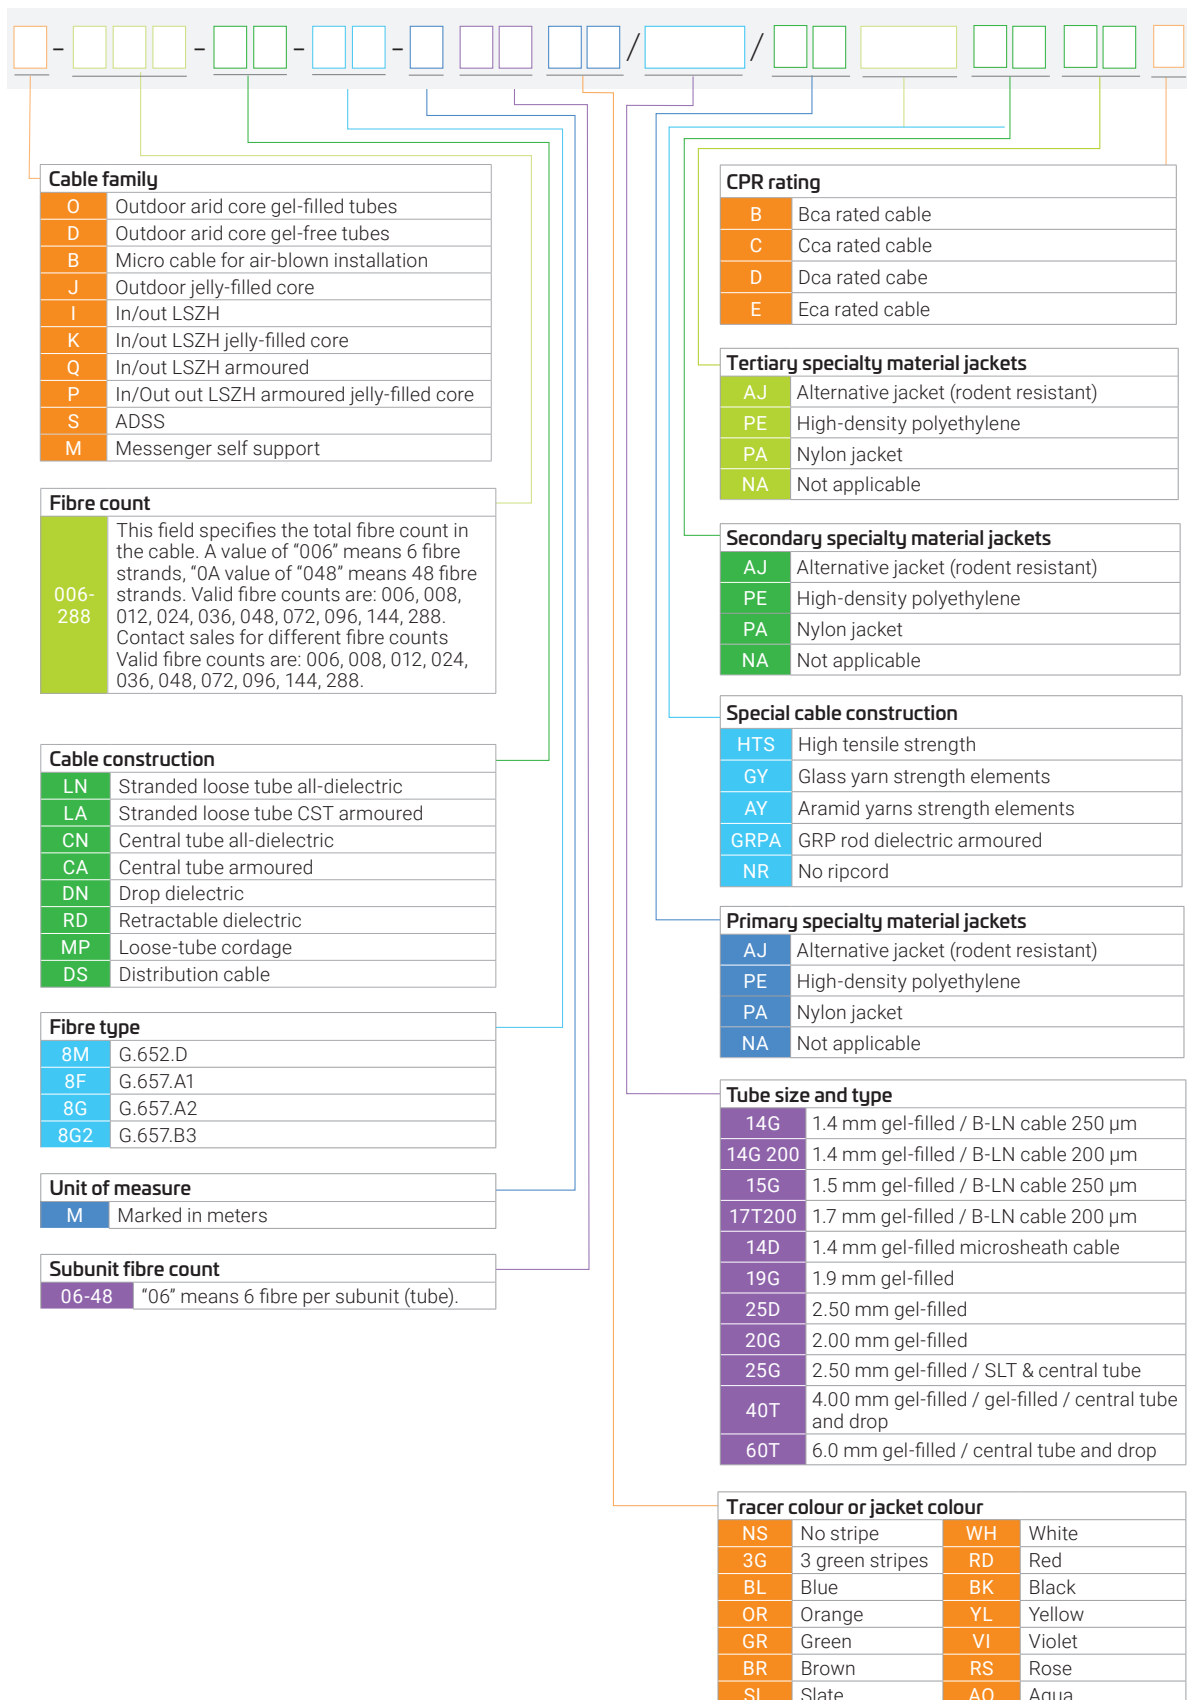 - - - - / /
Cable family
O Outdoor arid core gel-filled tubes
D Outdoor arid core gel-free tubes
B Micro cable for air-blown installation
J Outdoor jelly-filled core
I In/out LSZH
K In/out LSZH jelly-filled core
Q In/out LSZH armoured
P In/Out out LSZH armoured jelly-filled core
S ADSS
M Messenger self support
Fibre count
006-
288
This field specifies the total fibre count in
the cable. A value of “006” means 6 fibre
strands, “0A value of “048” means 48 fibre
strands. Valid fibre counts are: 006, 008,
012, 024, 036, 048, 072, 096, 144, 288.
Contact sales for different fibre counts
Valid fibre counts are: 006, 008, 012, 024,
036, 048, 072, 096, 144, 288.
Cable construction
LN Stranded loose tube all-dielectric
LA Stranded loose tube CST armoured
CN Central tube all-dielectric
CA Central tube armoured
DN Drop dielectric
RD Retractable dielectric
MP Loose-tube cordage
DS Distribution cable
Fibre type
8M G.652.D
8F G.657.A1
8G G.657.A2
8G2 G.657.B3
Unit of measure
M Marked in meters
Subunit fibre count
06-48 “06” means 6 fibre per subunit (tube).
CPR rating
B Bca rated cable
C Cca rated cable
D Dca rated cabe
E Eca rated cable
Tertiary specialty material jackets
AJ Alternative jacket (rodent resistant)
PE High-density polyethylene
PA Nylon jacket
NA Not applicable
Secondary specialty material jackets
AJ Alternative jacket (rodent resistant)
PE High-density polyethylene
PA Nylon jacket
NA Not applicable
Special cable construction
HTS High tensile strength
GY Glass yarn strength elements
AY Aramid yarns strength elements
GRPA GRP rod dielectric armoured
NR No ripcord
Primary specialty material jackets
AJ Alternative jacket (rodent resistant)
PE High-density polyethylene
PA Nylon jacket
NA Not applicable
Tube size and type
14G 1.4 mm gel-filled / B-LN cable 250 µm
14G 200 1.4 mm gel-filled / B-LN cable 200 µm
15G 1.5 mm gel-filled / B-LN cable 250 µm
17T200 1.7 mm gel-filled / B-LN cable 200 µm
14D 1.4 mm gel-filled microsheath cable
19G 1.9 mm gel-filled
25D 2.50 mm gel-filled
20G 2.00 mm gel-filled
25G 2.50 mm gel-filled / SLT & central tube
40T 4.00 mm gel-filled / gel-filled / central tube
and drop
60T 6.0 mm gel-filled / central tube and drop
Tracer colour or jacket colour
NS No stripe WH White
3G 3 green stripes RD Red
BL Blue BK Black
OR Orange YL Yellow
GR Green VI Violet
BR Brown RS Rose
SL Slate AQ Aqua